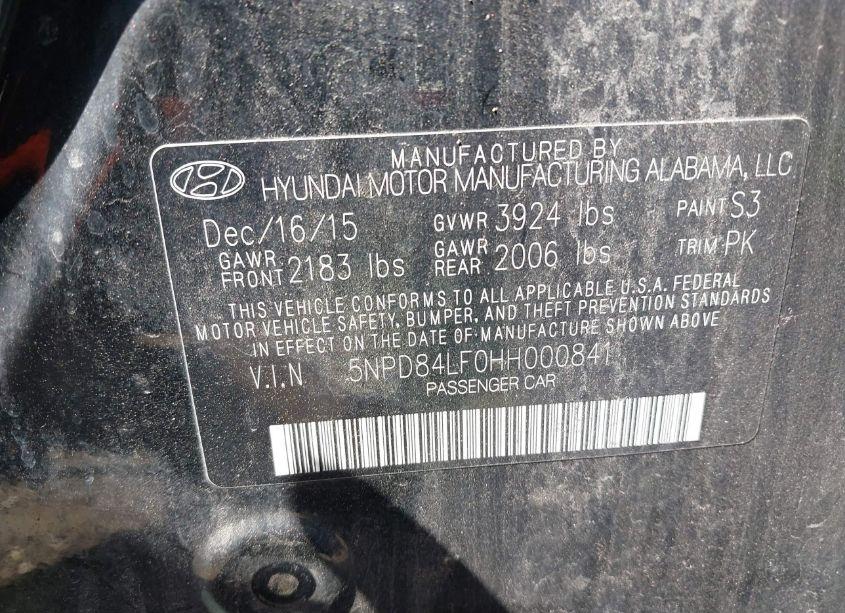 MANUFACTURED BY
HYUNDAI MOTOR MANUFACTURING ALABAMA, LLC
Dec/16/15 GVWR 3924 lbs PAINT S3
GAWR FRONT 2183 lbs GAWR REAR 2006 lbs TRIM PK
THIS VEHICLE CONFORMS TO ALL APPLICABLE U.S.A. FEDERAL
MOTOR VEHICLE SAFETY, BUMPER, AND THEFT PREVENTION STANDARDS
IN EFFECT ON THE DATE OF MANUFACTURE SHOWN ABOVE
V.I.N 5NPD84LF0HH000841
PASSENGER CAR